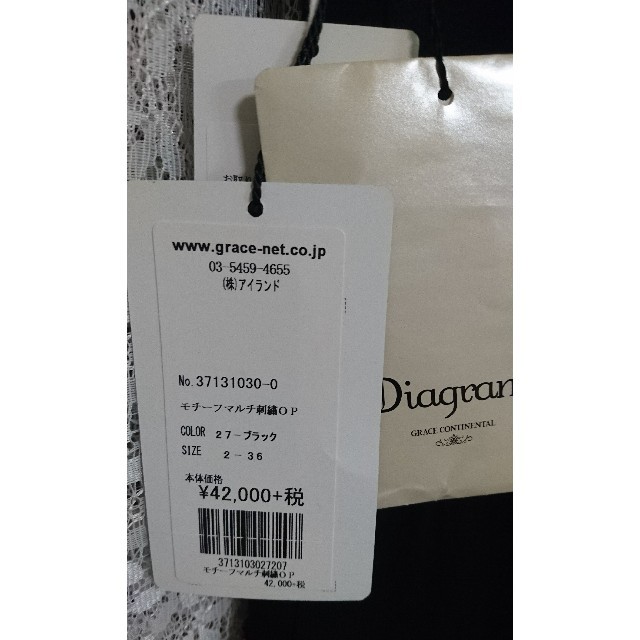 www.grace-net.co.jp
03-5459-4655
(株)アイランド
No.37131030-0
モチーフマルチ刺繍OP
COLOR 27-ブラック
SIZE 2-36
本体価格
¥42,000+税
3713103027207
モチーフマルチ刺繍OP
42,000+税
Diagram
GRACE CONTINENTAL